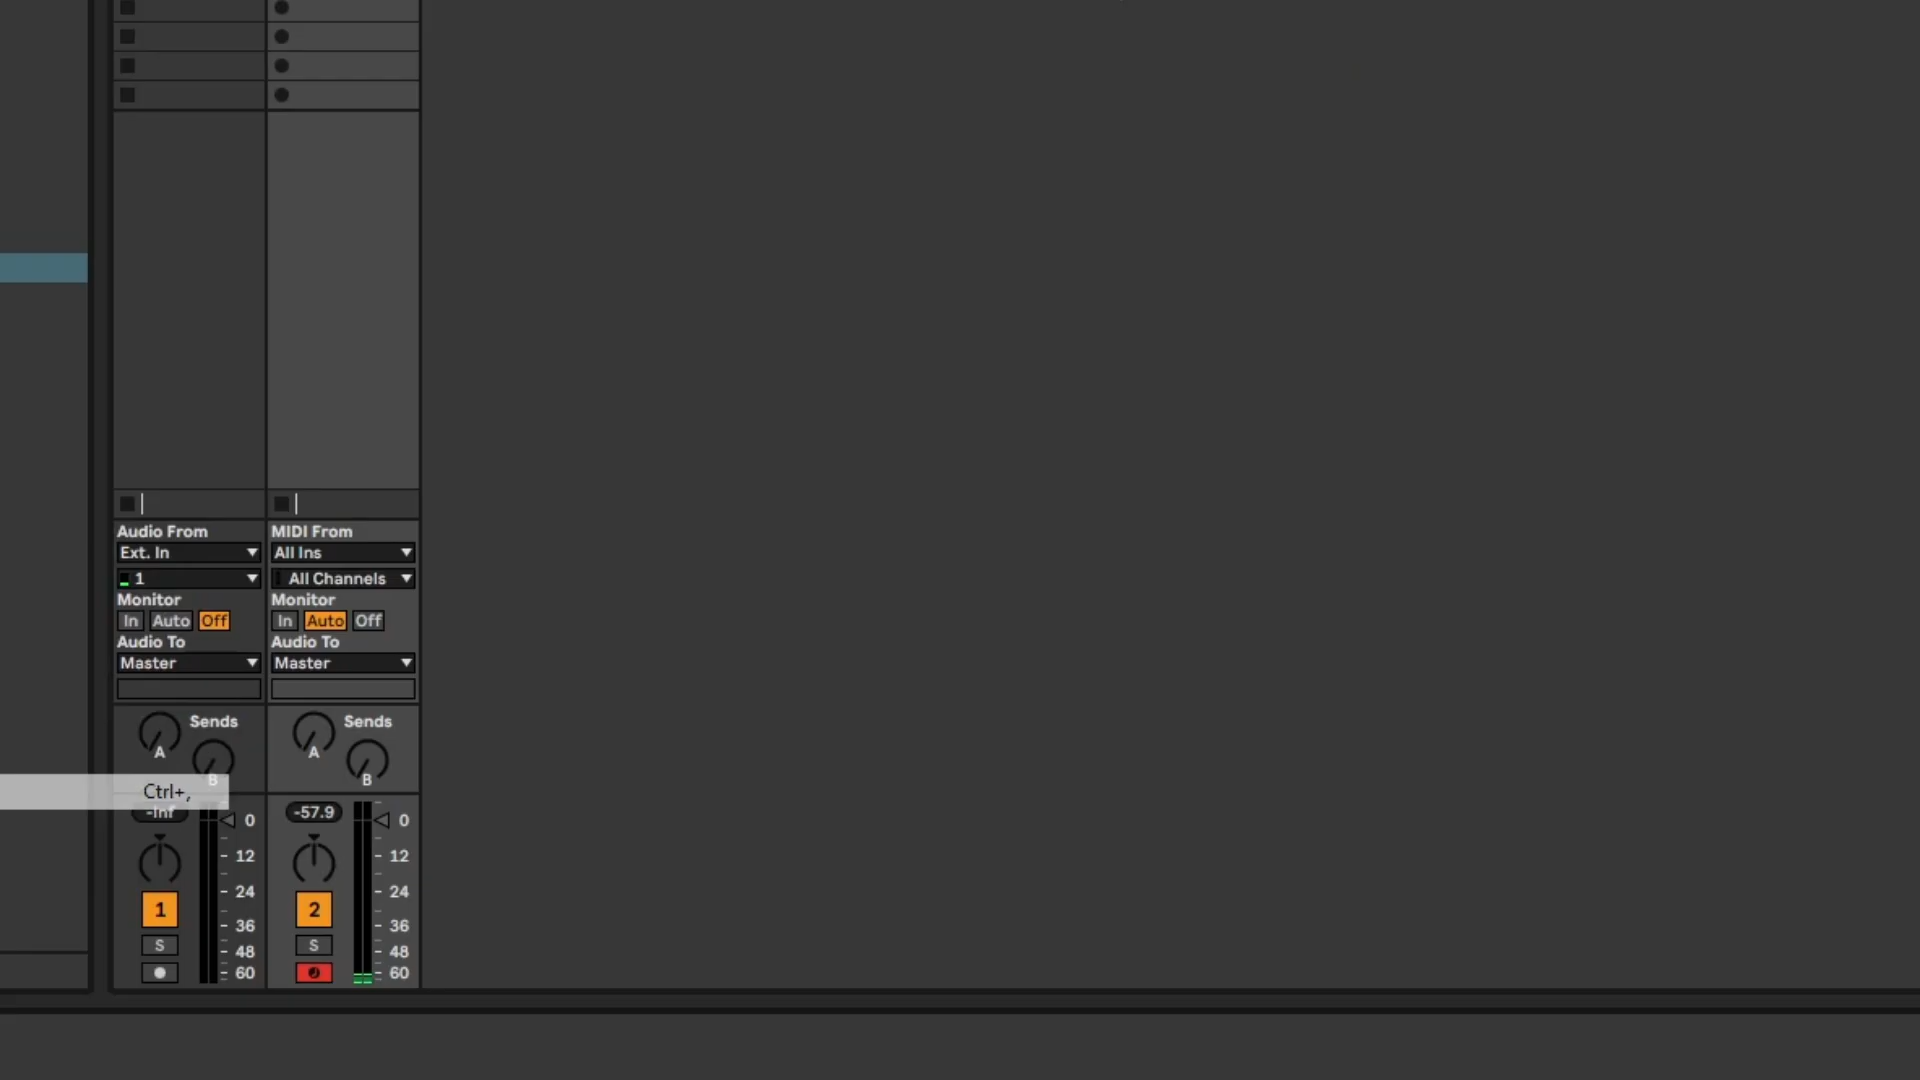 Audio From MIDI From
Ext. In All Ins
1 All Channels
Monitor Monitor
In Auto Off In Auto Off
Audio To Audio To
Master Master
Sends Sends
A A
B B
Ctrl+,
-Inf -57.9
0 0
12 12
24 24
1 2
36 36
S S
48 48
60 60